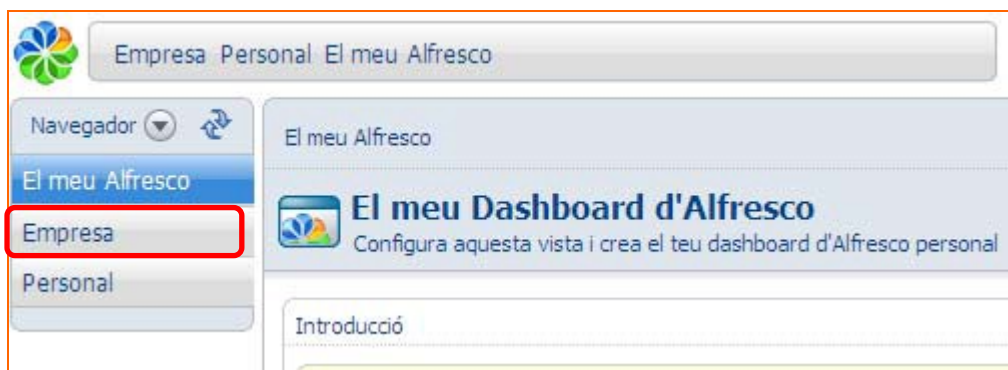 Empresa Personal El meu Alfresco
Navegador
El meu Alfresco
Empresa
Personal
El meu Alfresco
El meu Dashboard d'Alfresco
Configura aquesta vista i crea el teu dashboard d'Alfresco personal
Introducció